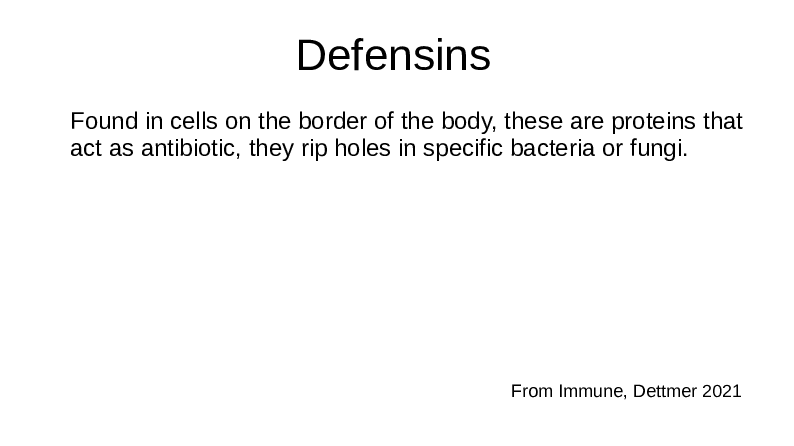 Defensins
Found in cells on the border of the body, these are proteins that
act as antibiotic, they rip holes in specific bacteria or fungi.
From Immune, Dettmer 2021